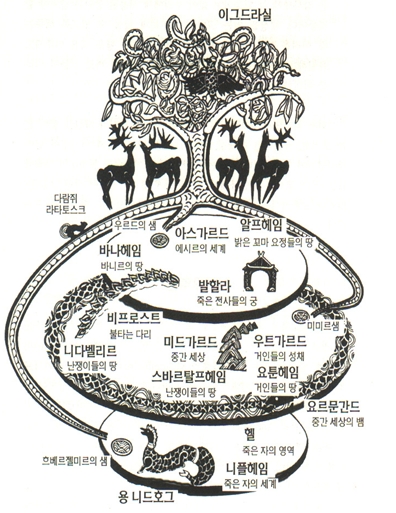 이그드라실
다람쥐
라타토스크
우르드의 샘
아스가르드
에시르의 세계
알프헤임
밝은 꼬마 요정들의 땅
바나헤임
바니르의 땅
발할라
죽은 전사들의 궁
비프로스트
불타는 다리
미미르샘
니다벨리르
난쟁이들의 땅
미드가르드
중간 세상
우트가르드
거인들의 성채
스바르탈프헤임
난쟁이들의 땅
요툰헤임
거인들의 땅
요르문간드
중간 세상의 뱀
흐베르겔미르의 샘
헬
죽은 자의 영역
니플헤임
죽은 자의 세계
용 니드호그